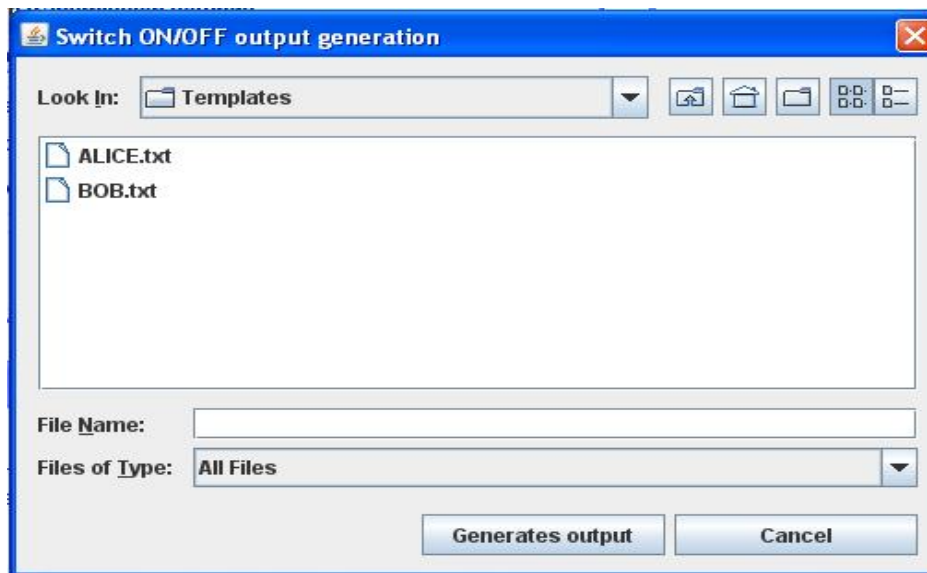 Switch ON/OFF output generation
Look In: Templates
ALICE.txt
BOB.txt
File Name:
Files of Type: All Files
Generates output Cancel